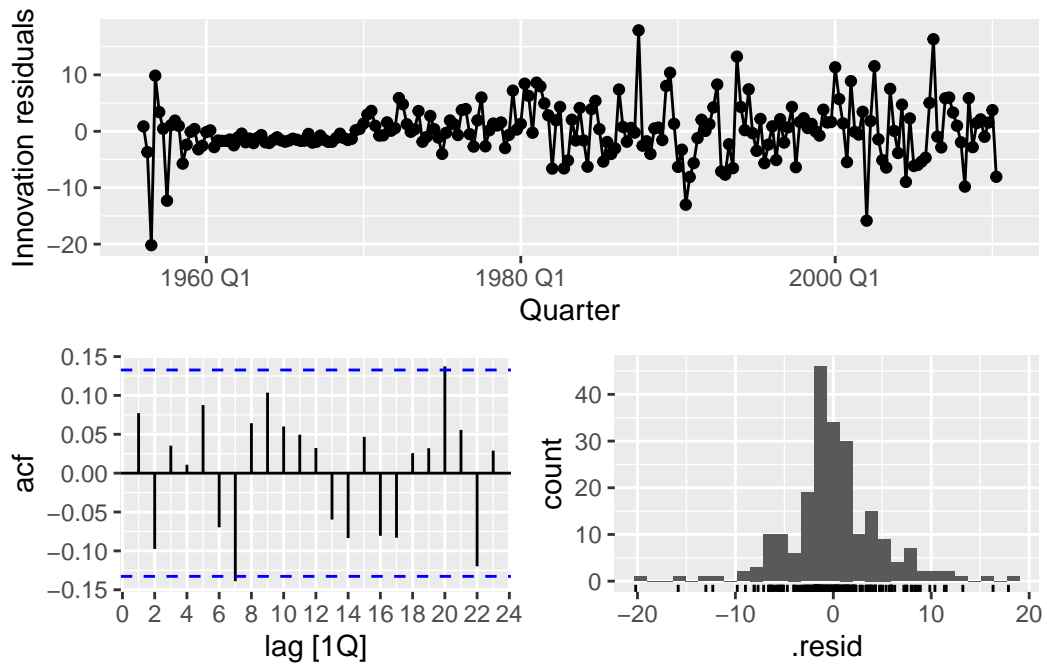 Innovation residuals
10
0
−10
−20
1960 Q1
1980 Q1
2000 Q1
Quarter
acf
0.15
0.10
0.05
0.00
−0.05
−0.10
−0.15
0 2 4 6 8 10 12 14 16 18 20 22 24
lag [1Q]
count
40
30
20
10
0
−20 −10 0 10 20
.resid